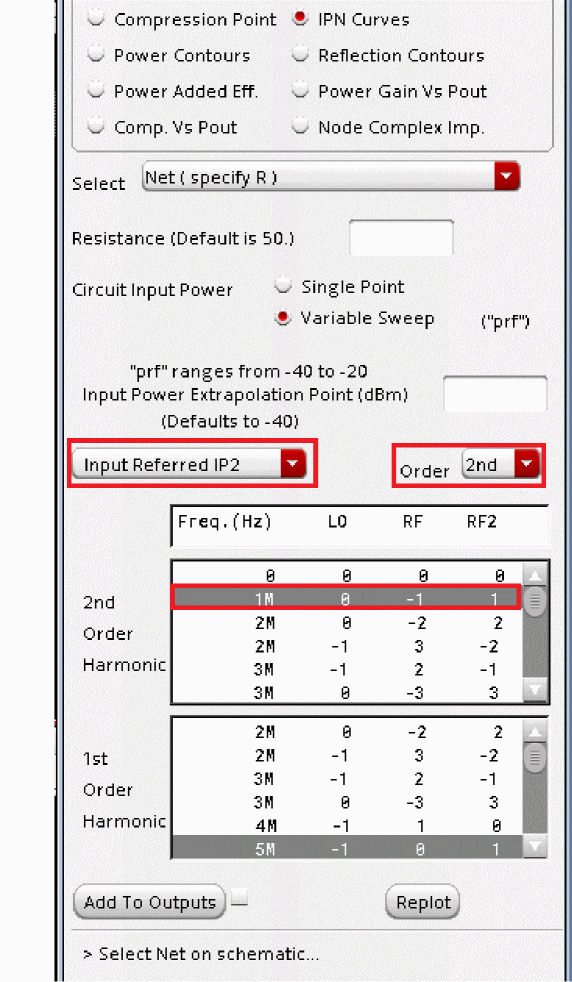 Compression Point IPN Curves
Power Contours Reflection Contours
Power Added Eff. Power Gain Vs Pout
Comp. Vs Pout Node Complex Imp.
Select Net ( specify R )
Resistance (Default is 50.)
Circuit Input Power Single Point
Variable Sweep ("prf")
"prf" ranges from -40 to -20
Input Power Extrapolation Point (dBm)
(Defaults to -40)
Input Referred IP2 Order 2nd
Freq.(Hz) LO RF RF2
2nd
Order
Harmonic
0 0 0 0
1M 0 -1 1
2M 0 -2 2
2M -1 3 -2
3M -1 2 -1
3M 0 -3 3
1st
Order
Harmonic
2M 0 -2 2
2M -1 3 -2
3M -1 2 -1
3M 0 -3 3
4M -1 1 0
5M -1 0 1
Add To Outputs Replot
> Select Net on schematic...